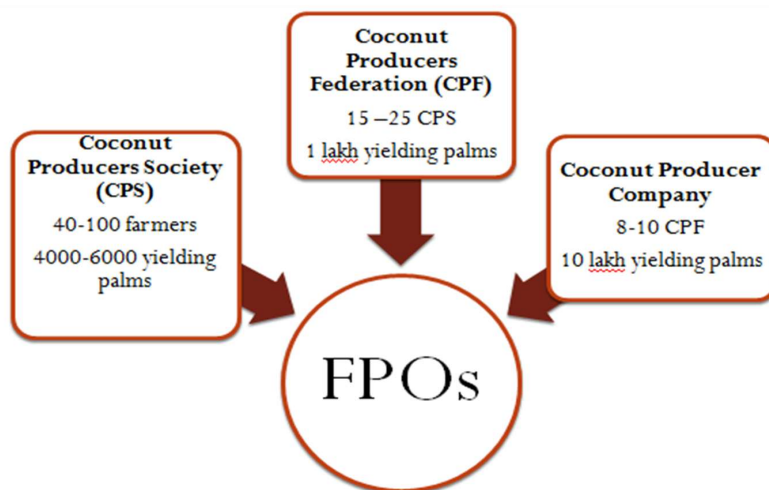 Coconut
Producers Society
(CPS)
40-100 farmers
4000-6000 yielding
palms
Coconut
Producers
Federation (CPF)
15 –25 CPS
1 lakh yielding palms
Coconut Producer
Company
8-10 CPF
10 lakh yielding palms
FPOs